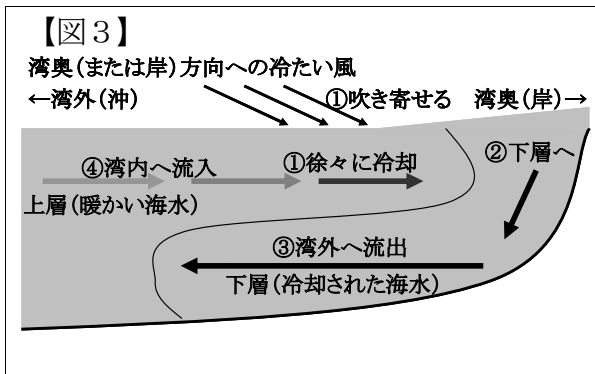 【図３】
湾奥（または岸）方向への冷たい風
←湾外（沖）
①吹き寄せる
湾奥（岸）→
④湾内へ流入
①徐々に冷却
②下層へ
上層（暖かい海水）
③湾外へ流出
下層（冷却された海水）